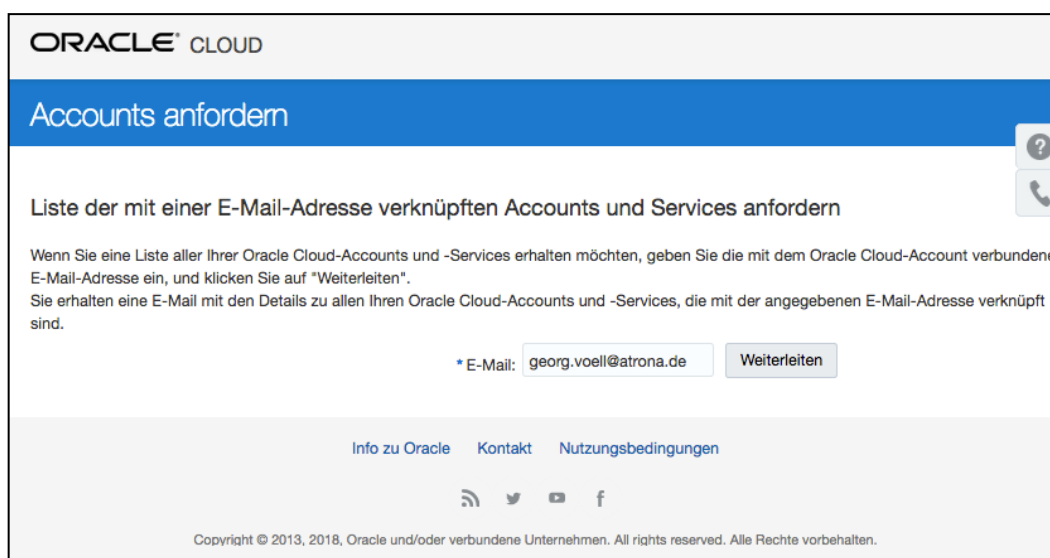 ORACLE® CLOUD
Accounts anfordern
Liste der mit einer E-Mail-Adresse verknüpften Accounts und Services anfordern
Wenn Sie eine Liste aller Ihrer Oracle Cloud-Accounts und -Services erhalten möchten, geben Sie die mit dem Oracle Cloud-Account verbundene
E-Mail-Adresse ein, und klicken Sie auf "Weiterleiten".
Sie erhalten eine E-Mail mit den Details zu allen Ihren Oracle Cloud-Accounts und -Services, die mit der angegebenen E-Mail-Adresse verknüpft
sind.
* E-Mail: georg.voell@atrona.de Weiterleiten
Info zu Oracle Kontakt Nutzungsbedingungen
Copyright © 2013, 2018, Oracle und/oder verbundene Unternehmen. All rights reserved. Alle Rechte vorbehalten.